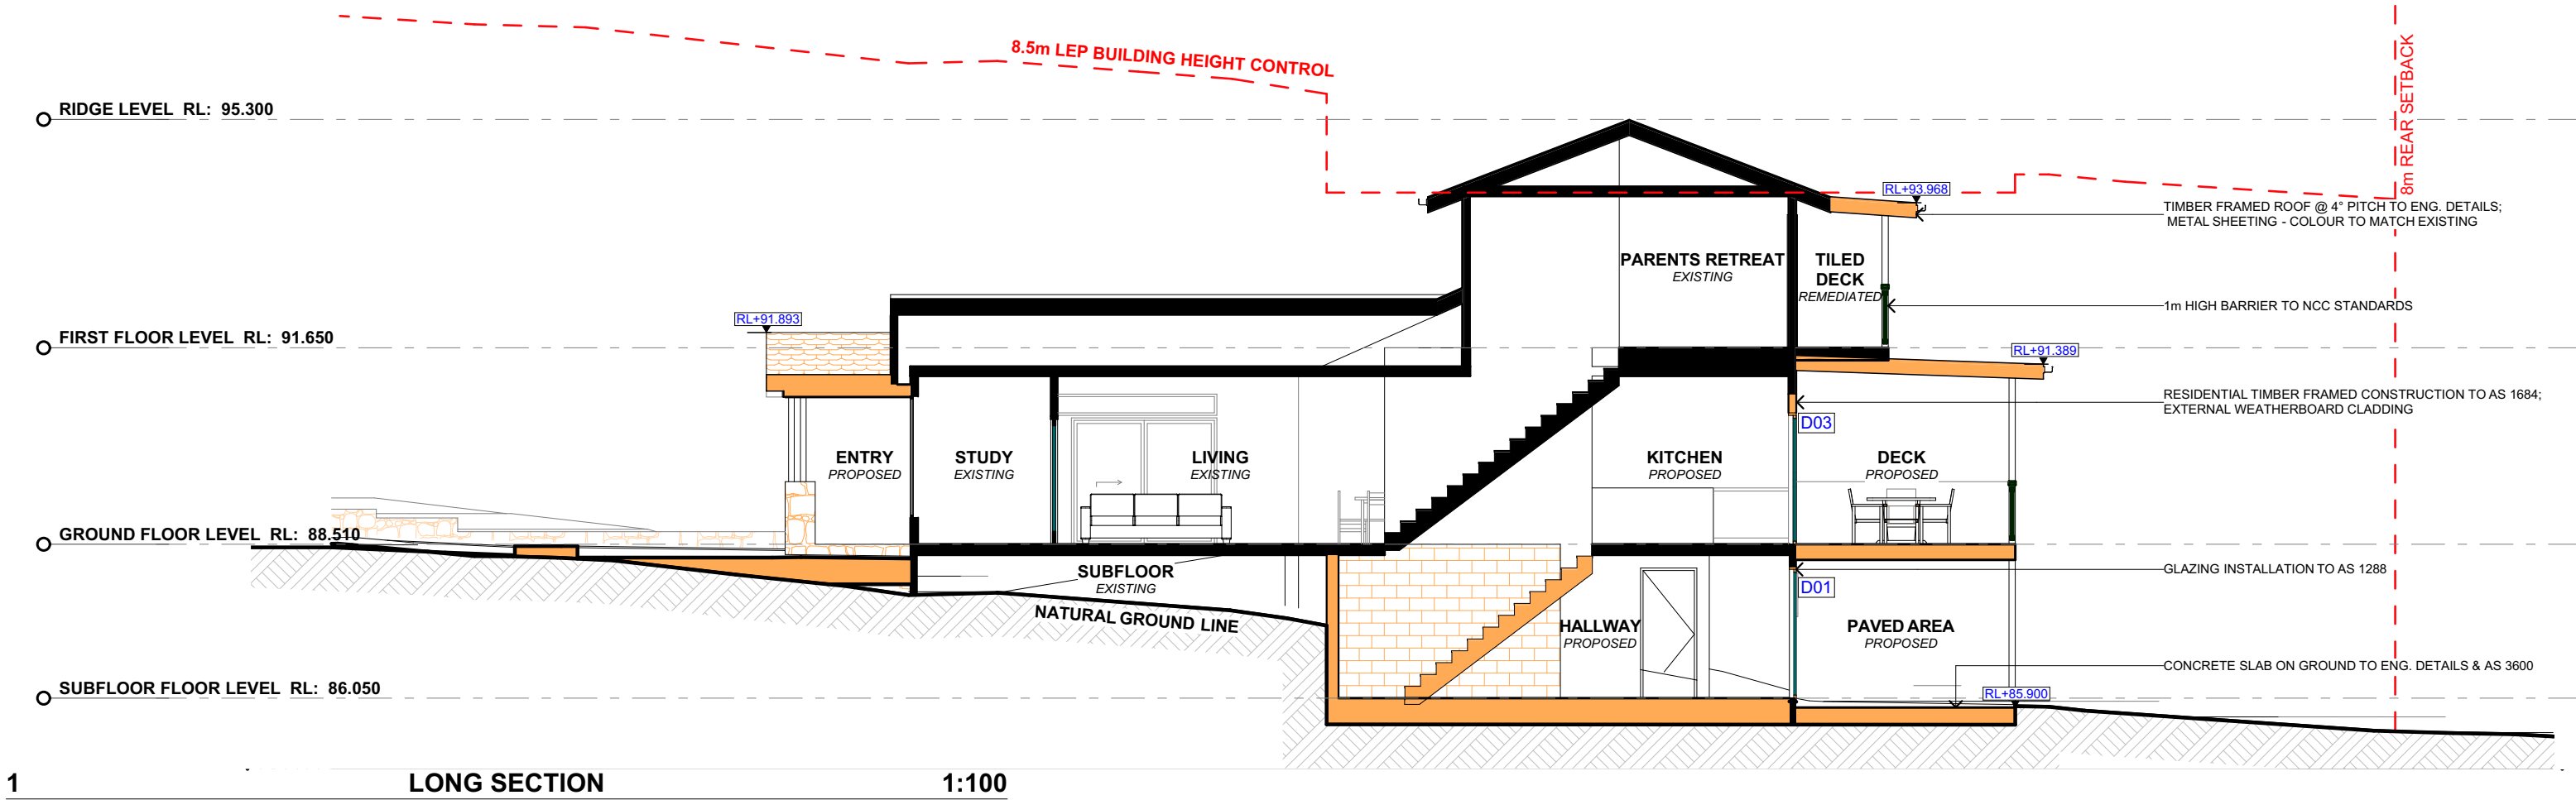 8.5m LEP BUILDING HEIGHT CONTROL
8m REAR SETBACK
RIDGE LEVEL RL: 95.300
RL+93.968
TIMBER FRAMED ROOF @ 4° PITCH TO ENG. DETAILS;
METAL SHEETING - COLOUR TO MATCH EXISTING
PARENTS RETREAT
EXISTING
TILED
DECK
REMEDIATED
1m HIGH BARRIER TO NCC STANDARDS
RL+91.893
FIRST FLOOR LEVEL RL: 91.650
RL+91.389
RESIDENTIAL TIMBER FRAMED CONSTRUCTION TO AS 1684;
EXTERNAL WEATHERBOARD CLADDING
D03
ENTRY
PROPOSED
STUDY
EXISTING
LIVING
EXISTING
KITCHEN
PROPOSED
DECK
PROPOSED
GROUND FLOOR LEVEL RL: 88.510
SUBFLOOR
EXISTING
GLAZING INSTALLATION TO AS 1288
D01
NATURAL GROUND LINE
HALLWAY
PROPOSED
PAVED AREA
PROPOSED
CONCRETE SLAB ON GROUND TO ENG. DETAILS & AS 3600
SUBFLOOR FLOOR LEVEL RL: 86.050
RL+85.900
1 LONG SECTION 1:100